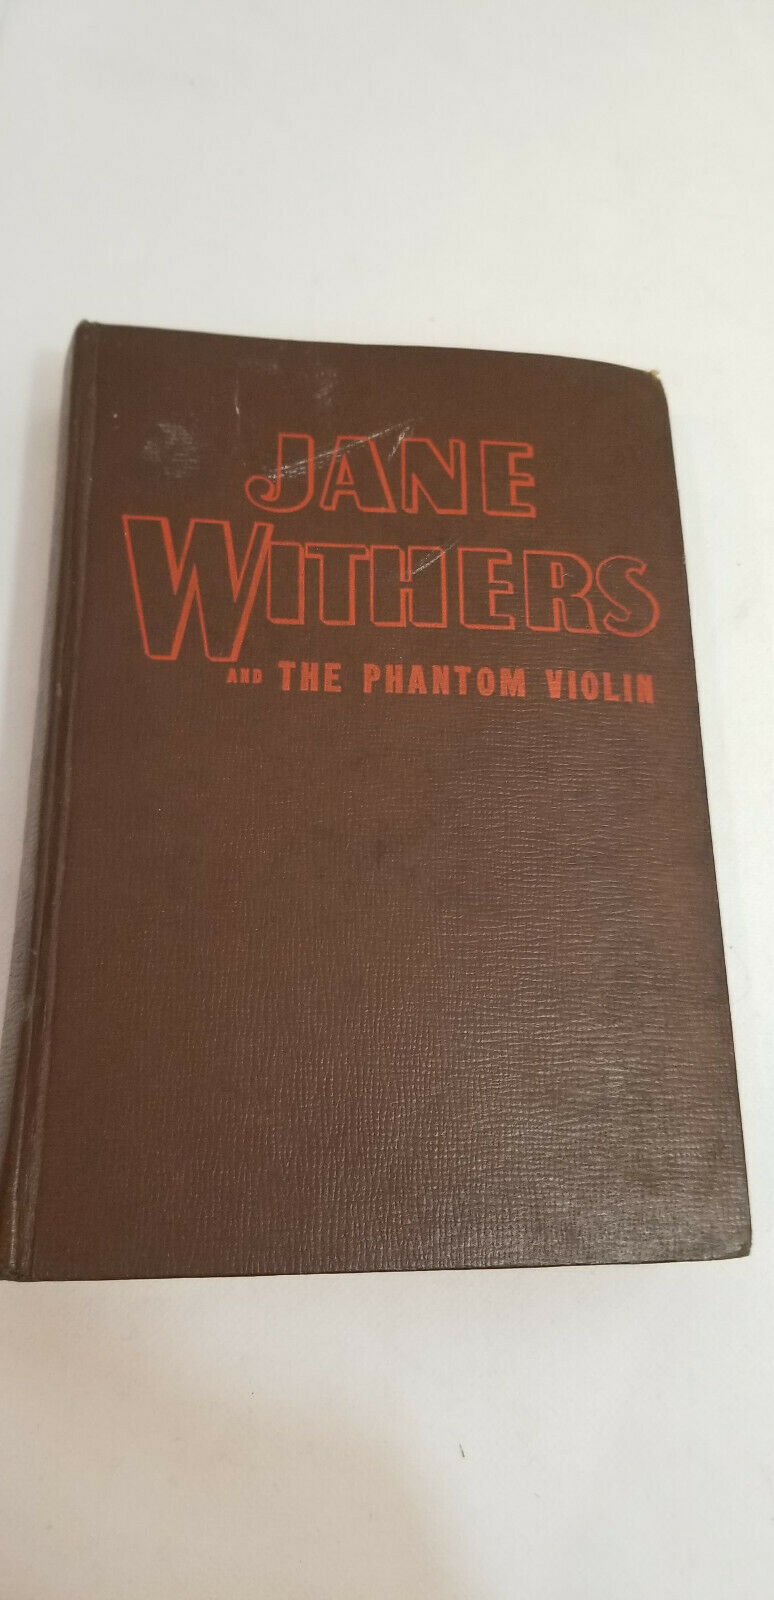 JANE
WITHERS
AND THE PHANTOM VIOLIN